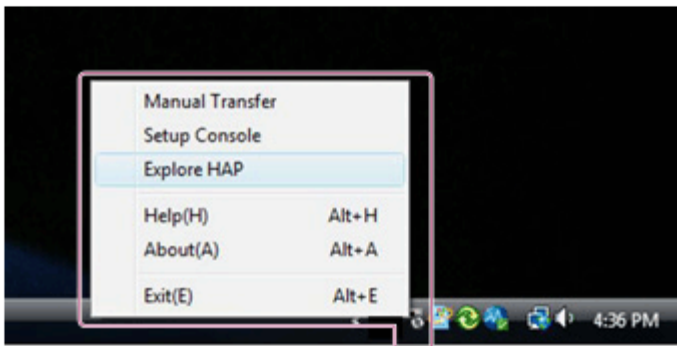 Manual Transfer
Setup Console
Explore HAP
Help(H) Alt+H
About(A) Alt+A
Exit(E) Alt+E
4:36 PM